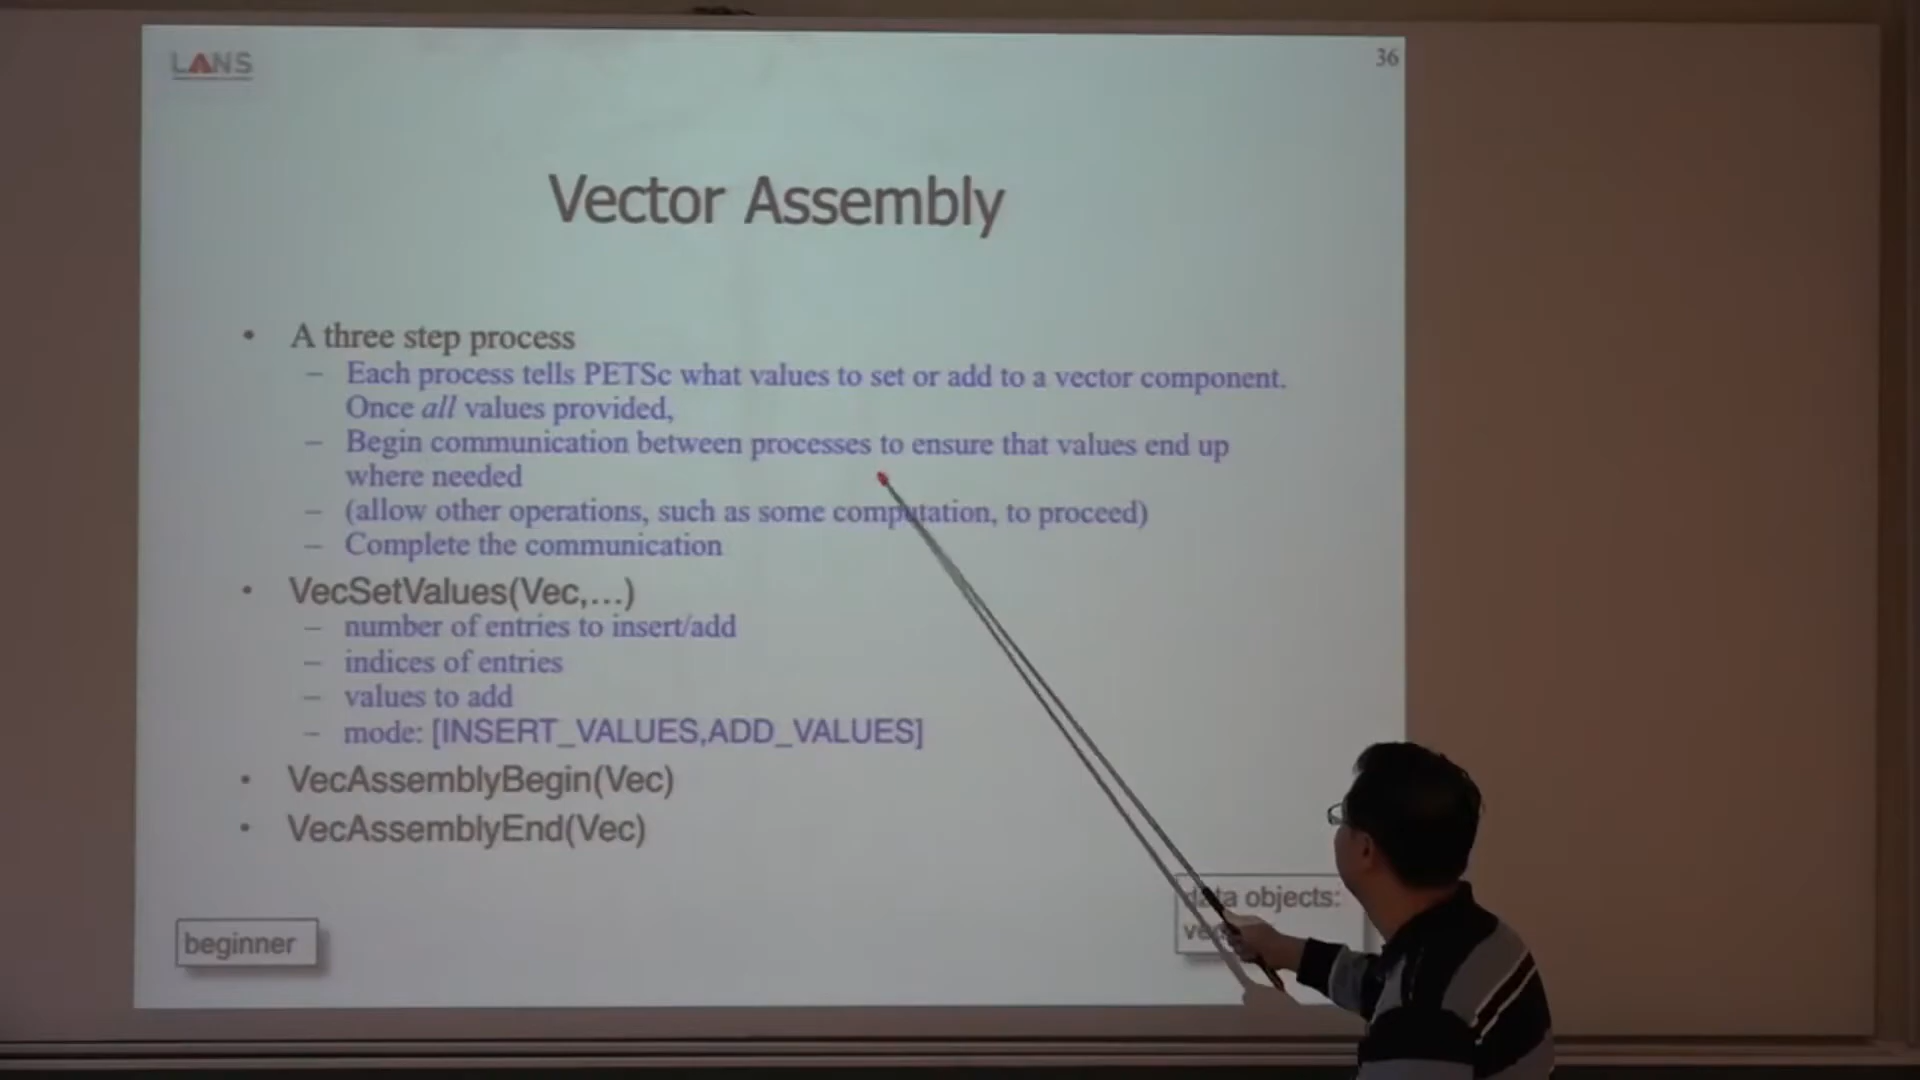 LANS
36
Vector Assembly
• A three step process
– Each process tells PETSc what values to set or add to a vector component.
Once all values provided,
– Begin communication between processes to ensure that values end up
where needed
– (allow other operations, such as some computation, to proceed)
– Complete the communication
• VecSetValues(Vec,...)
– number of entries to insert/add
– indices of entries
– values to add
– mode: [INSERT_VALUES,ADD_VALUES]
• VecAssemblyBegin(Vec)
• VecAssemblyEnd(Vec)
data objects:
beginner